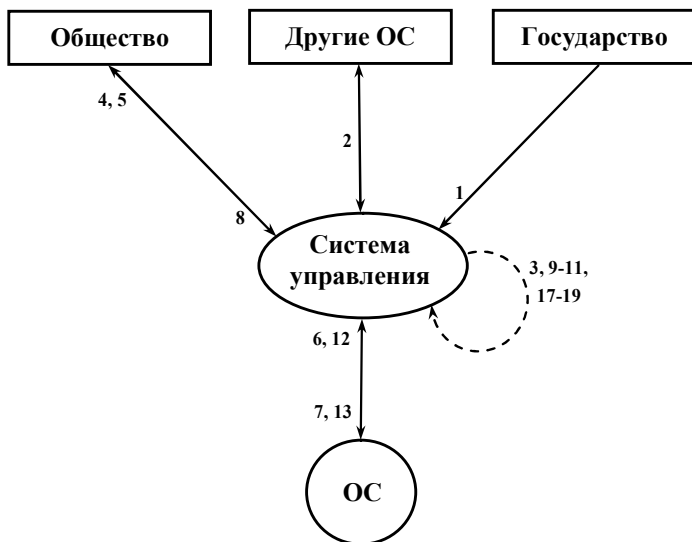 Общество
Другие ОС
Государство
4, 5
2
1
8
Система
управления
3, 9-11,
17-19
6, 12
7, 13
ОС